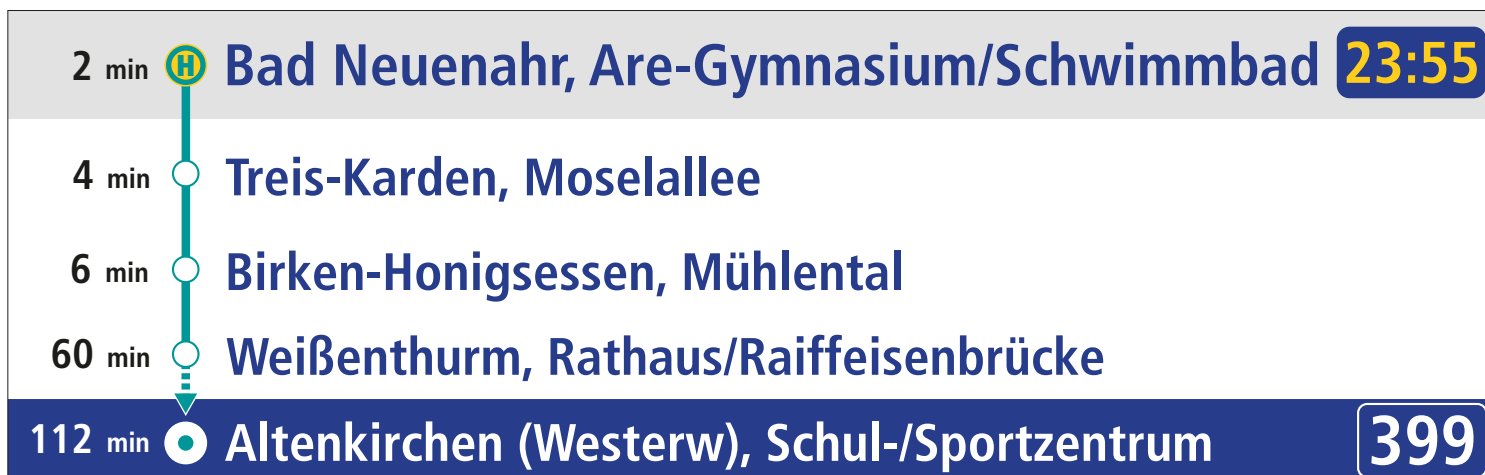 2 min H Bad Neuenahr, Are-Gymnasium/Schwimmbad 23:55
4 min Treis-Karden, Moselallee
6 min Birken-Honigsessen, Mühlental
60 min Weißenthurm, Rathaus/Raiffeisenbrücke
112 min Altenkirchen (Westerw), Schul-/Sportzentrum 399